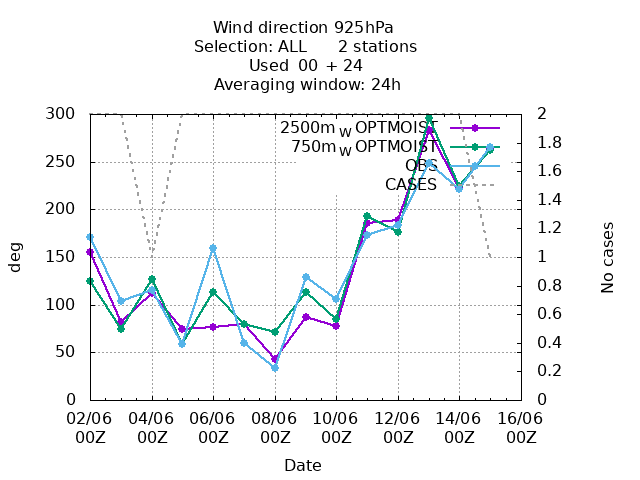 Wind direction 925hPa
Selection: ALL 2 stations
Used 00 + 24
Averaging window: 24h
2500m W OPTMOIST
750m W OPTMOIST
OBS
CASES
300
250
200
150
100
50
0
deg
2
1.8
1.6
1.4
1.2
1
0.8
0.6
0.4
0.2
0
No cases
02/06 04/06 06/06 08/06 10/06 12/06 14/06 16/06
00Z 00Z 00Z 00Z 00Z 00Z 00Z 00Z
Date